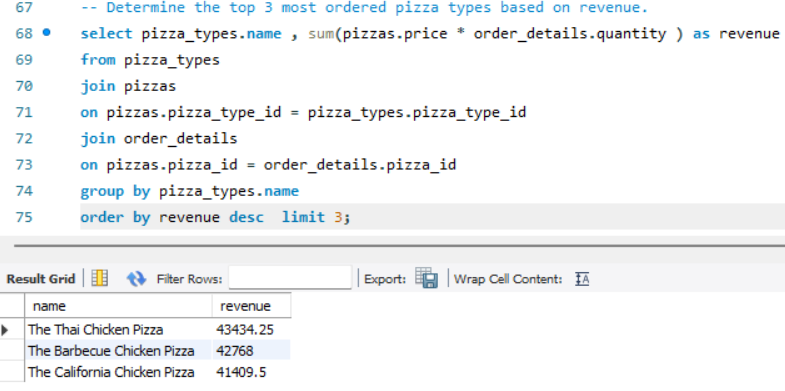 67 -- Determine the top 3 most ordered pizza types based on revenue.
68 select pizza_types.name , sum(pizzas.price * order_details.quantity ) as revenue
69 from pizza_types
70 join pizzas
71 on pizzas.pizza_type_id = pizza_types.pizza_type_id
72 join order_details
73 on pizzas.pizza_id = order_details.pizza_id
74 group by pizza_types.name
75 order by revenue desc  limit 3;
Result Grid Filter Rows: Export: Wrap Cell Content: IA
name revenue
The Thai Chicken Pizza 43434.25
The Barbecue Chicken Pizza 42768
The California Chicken Pizza 41409.5